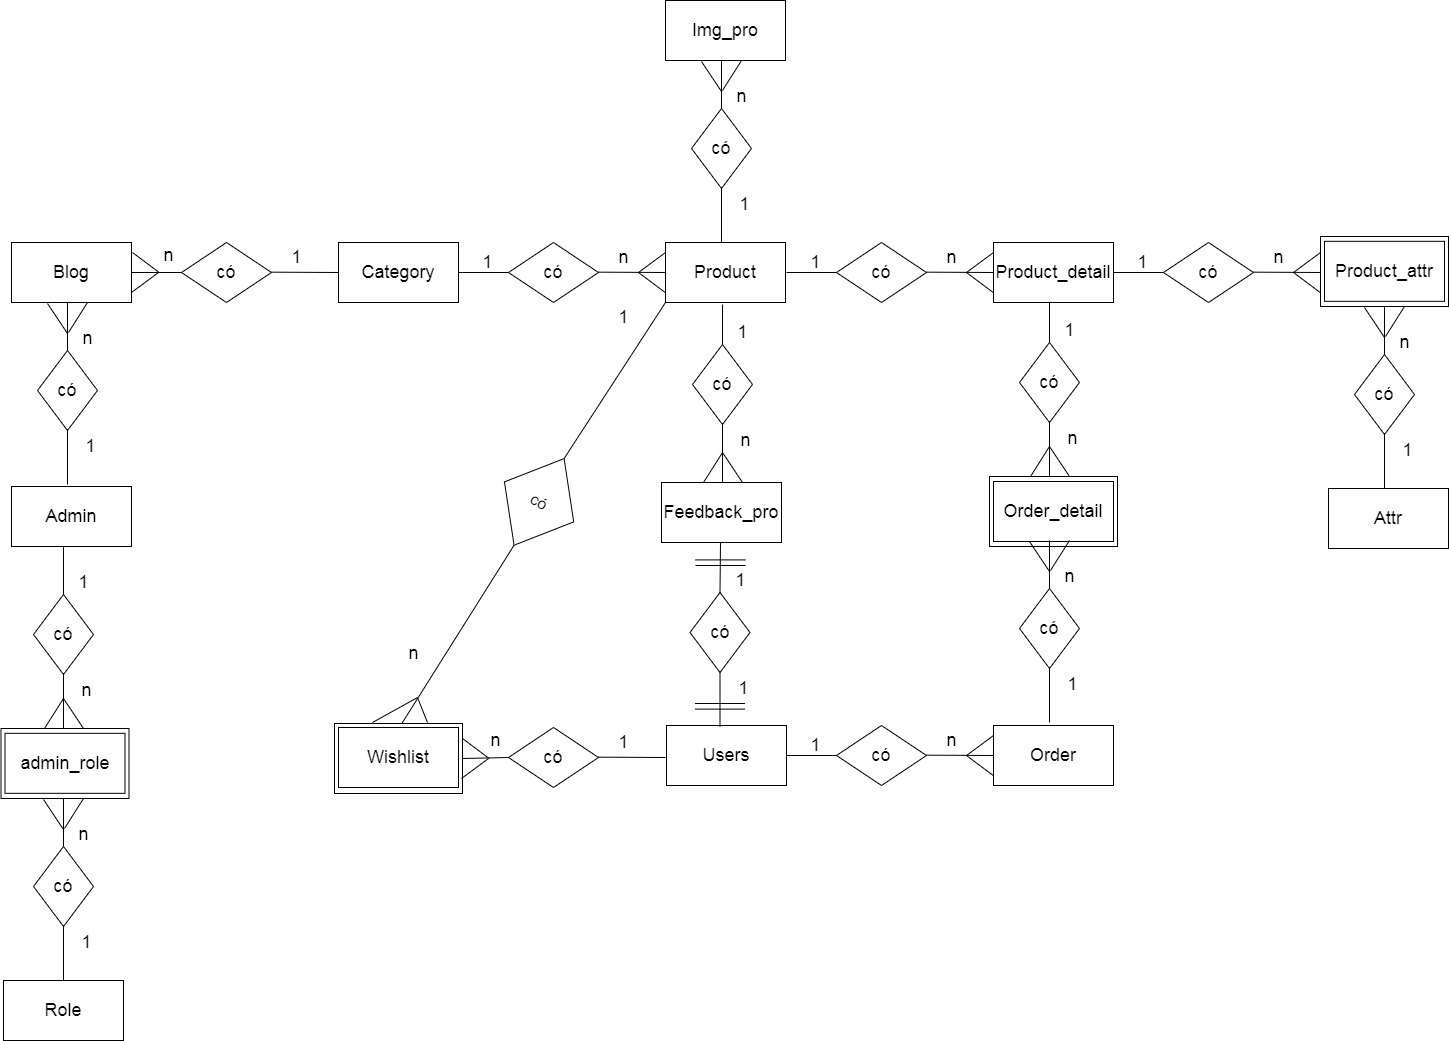 Img_pro
n
có
1
Blog
n
có
1
Category
1
có
n
Product
1
có
n
Product_detail
1
có
n
Product_attr
n
có
1
Admin
1
có
n
Feedback_pro
1
có
n
Order_detail
n
có
1
Attr
1
có
n
admin_role
n
có
1
Role
1
có
n
Wishlist
n
có
1
1
có
1
Users
1
có
n
n
có
1
Order